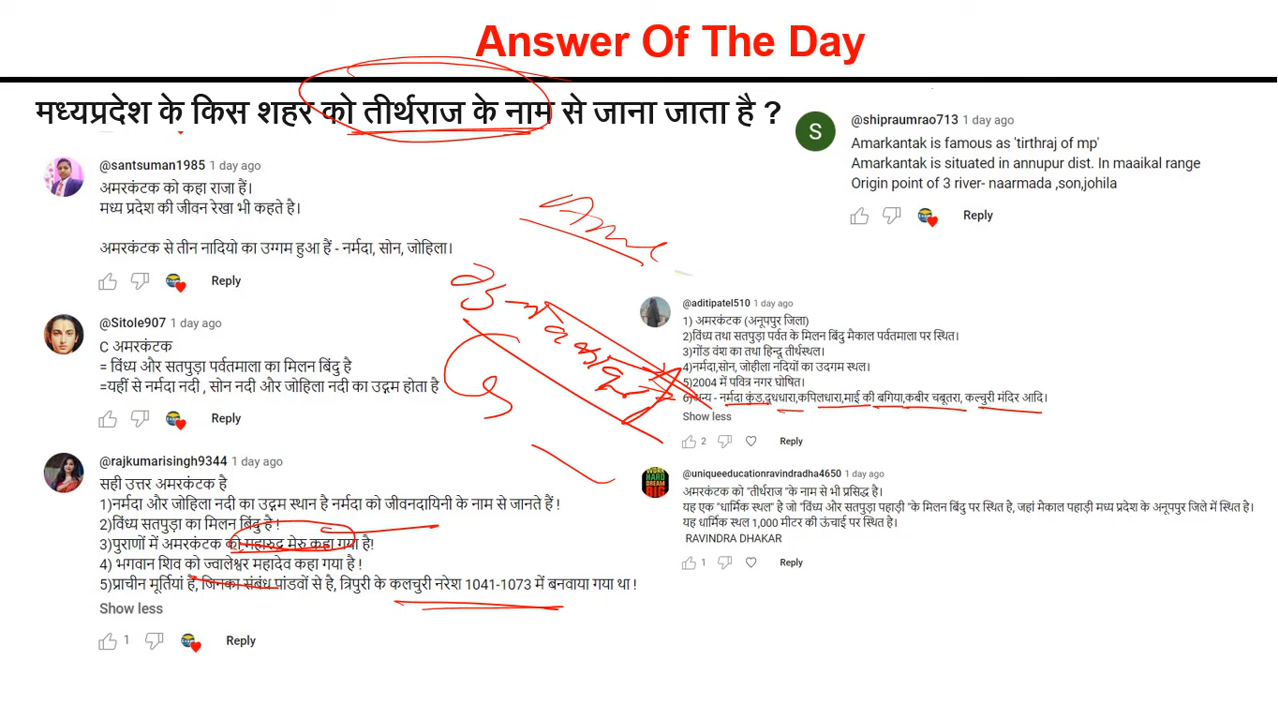 Answer Of The Day
मध्यप्रदेश के किस शहर को तीर्थराज के नाम से जाना जाता है ?
@santsuman1985 1 day ago
अमरकंटक को कहा राजा हैं।
मध्य प्रदेश की जीवन रेखा भी कहते है।
अमरकंटक से तीन नादियो का उग्गम हुआ हैं - नर्मदा, सोन, जोहिला।
Reply
@Sitole907 1 day ago
C अमरकंटक
= विंध्य और सतपुड़ा पर्वतमाला का मिलन बिंदु है
=यहीं से नर्मदा नदी , सोन नदी और जोहिला नदी का उद्गम होता है
Reply
@rajkumarisingh9344 1 day ago
सही उत्तर अमरकंटक है
1)नर्मदा और जोहिला नदी का उद्गम स्थान है नर्मदा को जीवनदायिनी के नाम से जानते हैं !
2)विंध्य सतपुड़ा का मिलन बिंदु है !
3)पुराणों में अमरकंटक को महारुद्र मेरु कहा गया है!
4) भगवान शिव को ज्वालेश्वर महादेव कहा गया है !
5)प्राचीन मूर्तियां हैं, जिनका संबंध पांडवों से है, त्रिपुरी के कलचुरी नरेश 1041-1073 में बनवाया गया था !
Show less
1 Reply
S
@shipraumrao713 1 day ago
Amarkantak is famous as 'tirthraj of mp'
Amarkantak is situated in annupur dist. In maaikal range
Origin point of 3 river- naarmada ,son,johila
Reply
@aditipatel510 1 day ago
1) अमरकंटक (अनूपपुर जिला)
2)विंध्य तथा सतपुड़ा पर्वत के मिलन बिंदु मैकाल पर्वतमाला पर स्थित।
3)गोंड वंश का तथा हिन्दू तीर्थस्थल।
4)नर्मदा,सोन, जोहीला नदियों का उदगम स्थल।
5)2004 में पवित्र नगर घोषित।
6)अन्य - नर्मदा कुंड,दूधधारा,कपिलधारा,माई की बगिया,कबीर चबूतरा, कल्चुरी मंदिर आदि।
Show less
2 Reply
WORK HARD DREAM BIG
@uniqueeducationravindradha4650 1 day ago
अमरकंटक को "तीर्थराज "के नाम से भी प्रसिद्ध है।
यह एक "धार्मिक स्थल" है जो "विंध्य और सतपुड़ा पहाड़ी "के मिलन बिंदु पर स्थित है, जहां मैकाल पहाड़ी मध्य प्रदेश के अनूपपुर जिले में स्थित है।
यह धार्मिक स्थल 1,000 मीटर की ऊंचाई पर स्थित है।
RAVINDRA DHAKAR
1 Reply